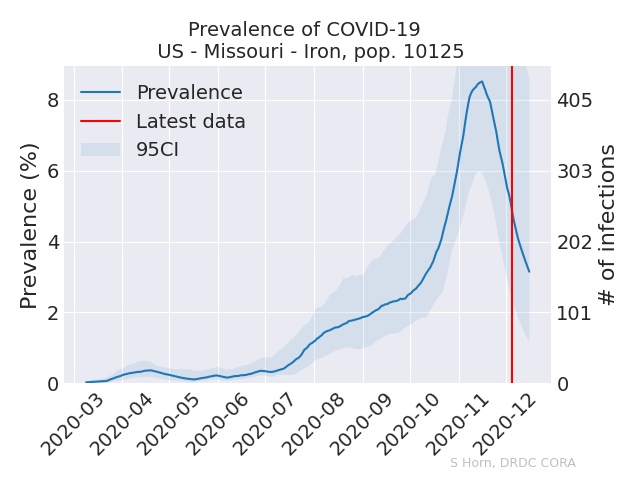 Prevalence of COVID-19
US - Missouri - Iron, pop. 10125
Prevalence
Latest data
95CI
Prevalence (%)
8
6
4
2
0
# of infections
405
303
202
101
0
2020-03
2020-04
2020-05
2020-06
2020-07
2020-08
2020-09
2020-10
2020-11
2020-12
S Horn, DRDC CORA